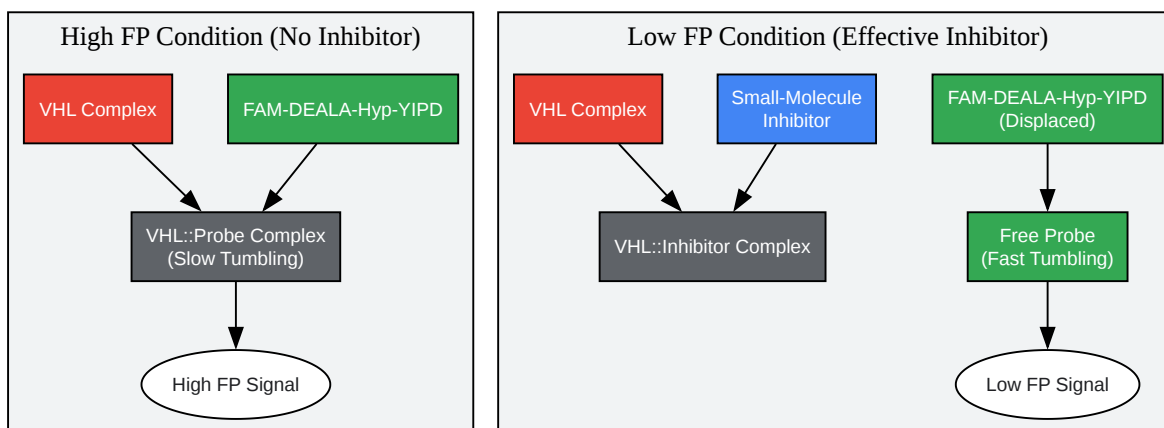 High FP Condition (No Inhibitor)
VHL Complex
FAM-DEALA-Hyp-YIPD
VHL::Probe Complex
(Slow Tumbling)
High FP Signal
Low FP Condition (Effective Inhibitor)
VHL Complex
Small-Molecule
Inhibitor
FAM-DEALA-Hyp-YIPD
(Displaced)
VHL::Inhibitor Complex
Free Probe
(Fast Tumbling)
Low FP Signal